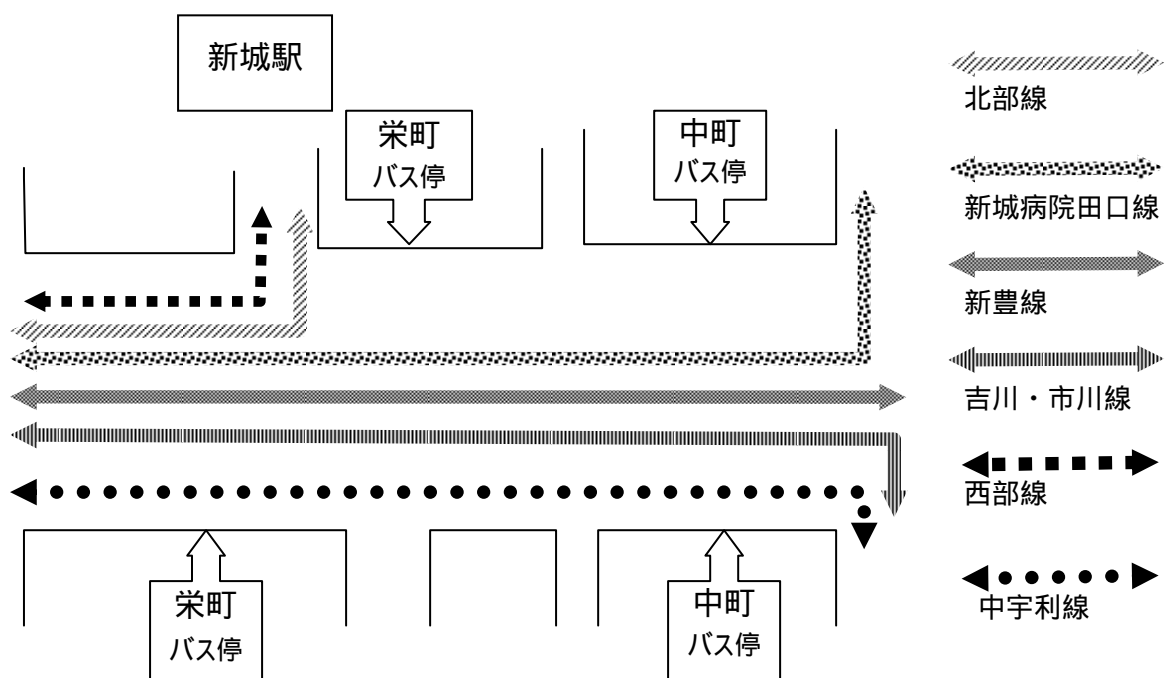 新城駅
栄町
バス停
中町
バス停
北部線
新城病院田口線
新豊線
吉川・市川線
西部線
中宇利線
栄町
バス停
中町
バス停